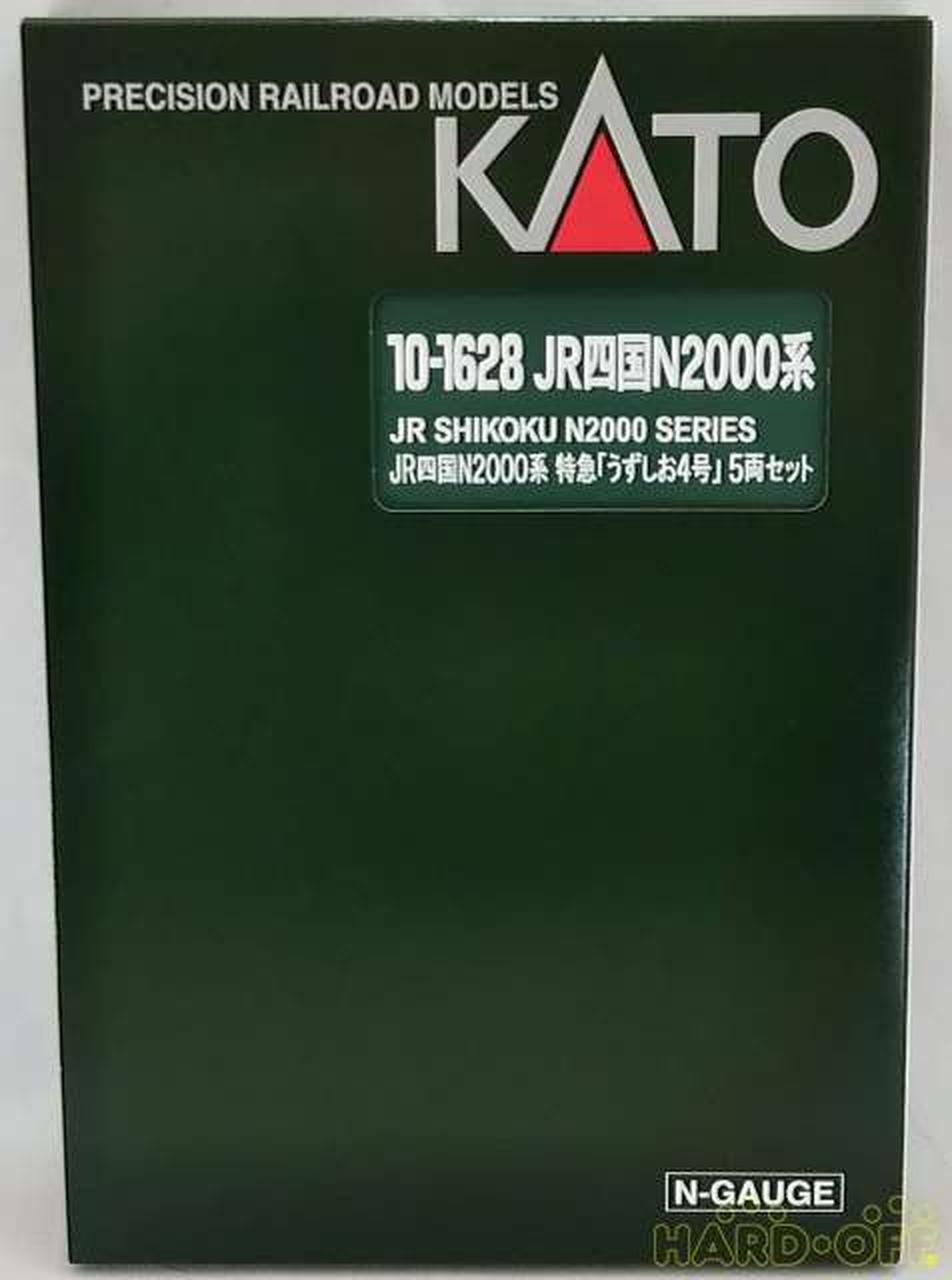 PRECISION RAILROAD MODELS
KATO
10-1628 JR四国N2000系
JR SHIKOKU N2000 SERIES
JR四国N2000系 特急「うずしお4号」 5両セット
N-GAUGE
HARD・OFF